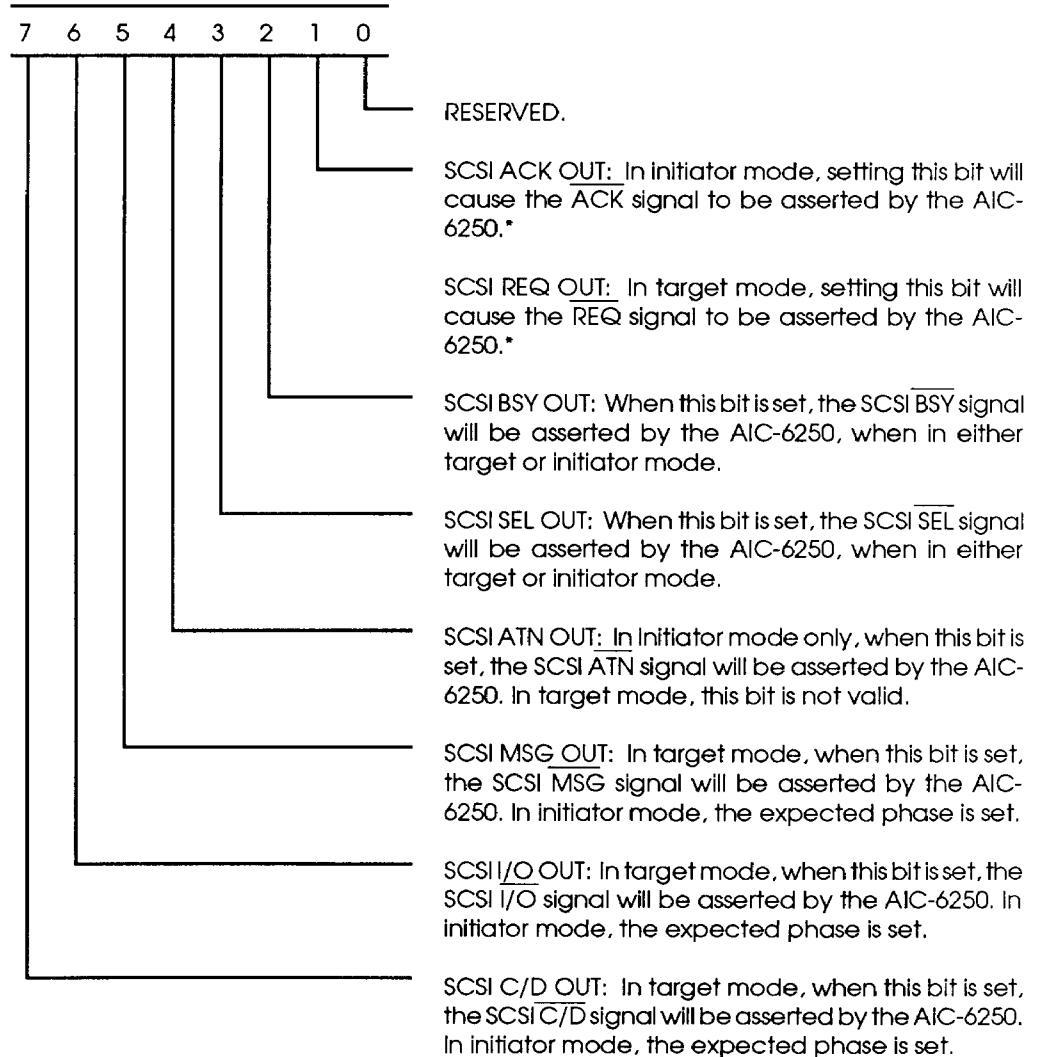 7 6 5 4 3 2 1 0
RESERVED.
SCSI ACK OUT: In initiator mode, setting this bit will
cause the ACK signal to be asserted by the AIC-
6250.*
SCSI REQ OUT: In target mode, setting this bit will
cause the REQ signal to be asserted by the AIC-
6250.*
SCSI BSY OUT: When this bit is set, the SCSI BSY signal
will be asserted by the AIC-6250, when in either
target or initiator mode.
SCSI SEL OUT: When this bit is set, the SCSI SEL signal
will be asserted by the AIC-6250, when in either
target or initiator mode.
SCSI ATN OUT: In Initiator mode only, when this bit is
set, the SCSI ATN signal will be asserted by the AIC-
6250. In target mode, this bit is not valid.
SCSI MSG OUT: In target mode, when this bit is set,
the SCSI MSG signal will be asserted by the AIC-
6250. In initiator mode, the expected phase is set.
SCSI I/O OUT: In target mode, when this bit is set, the
SCSI I/O signal will be asserted by the AIC-6250. In
initiator mode, the expected phase is set.
SCSI C/D OUT: In target mode, when this bit is set,
the SCSI C/D signal will be asserted by the AIC-6250.
In initiator mode, the expected phase is set.